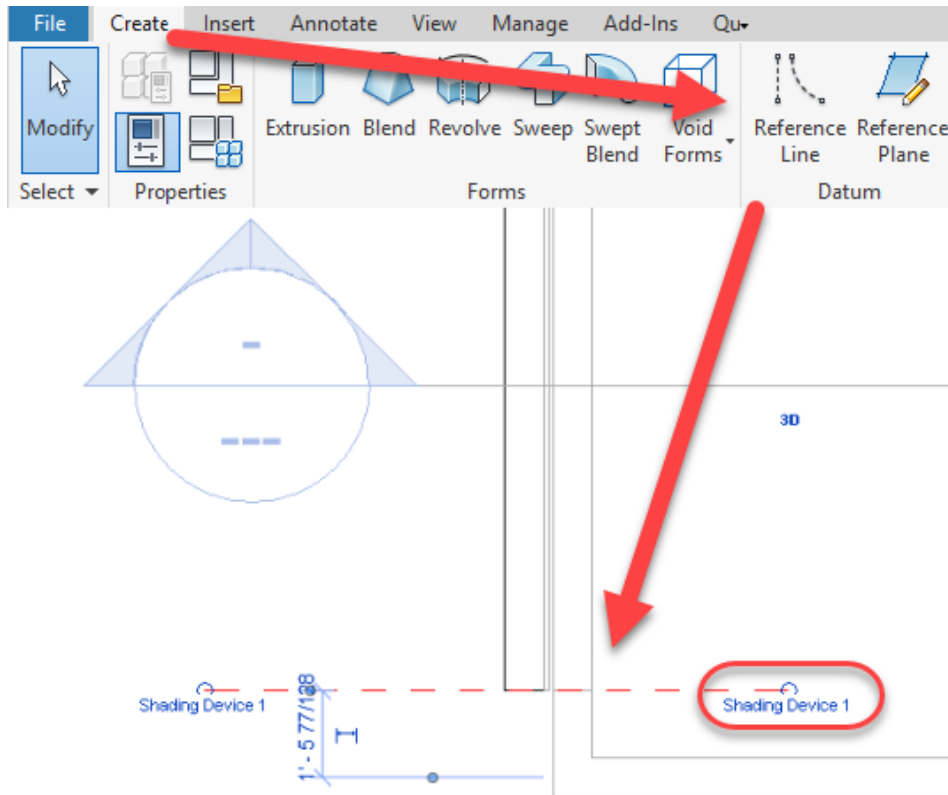 File Create Insert Annotate View Manage Add-Ins Qu
Modify Extrusion Blend Revolve Sweep Swept Void Reference Reference
Blend Forms Line Plane
Select Properties Forms Datum
3D
1' - 5 77/128
Shading Device 1 Shading Device 1